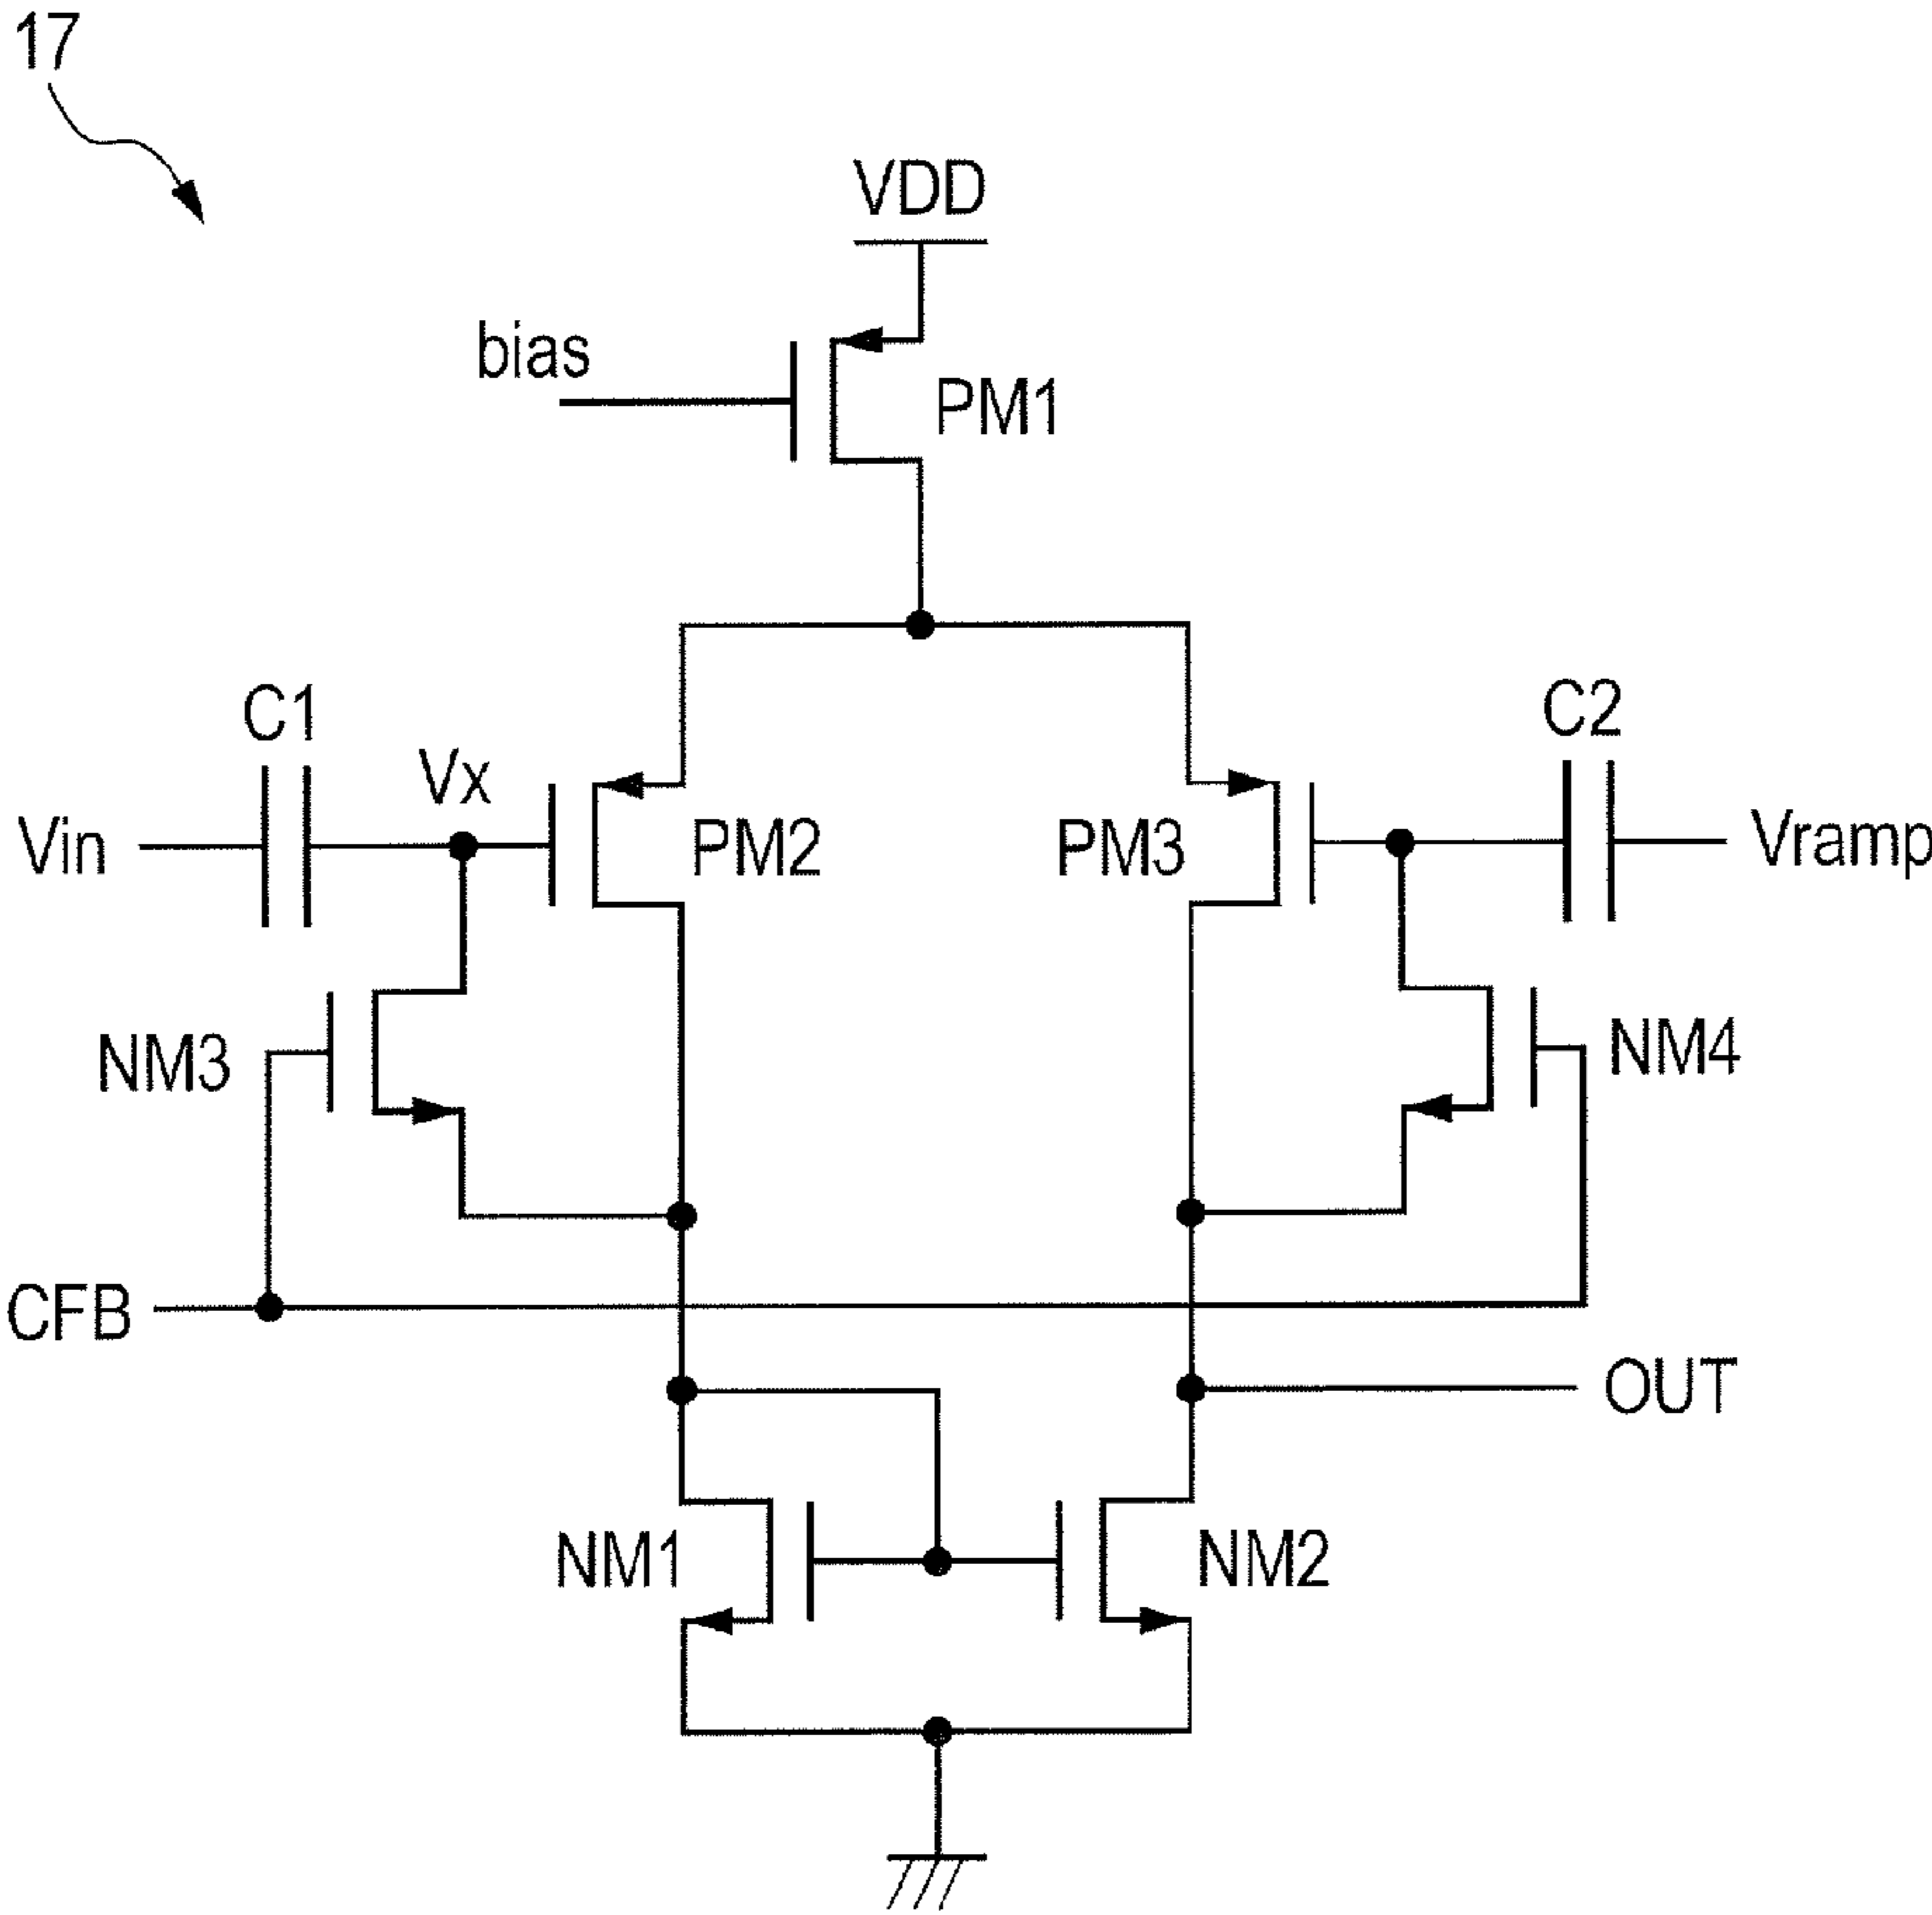 17
VDD
bias
PM1
C1
C2
Vx
Vin
PM2
PM3
Vramp
NM3
NM4
CFB
OUT
NM1
NM2